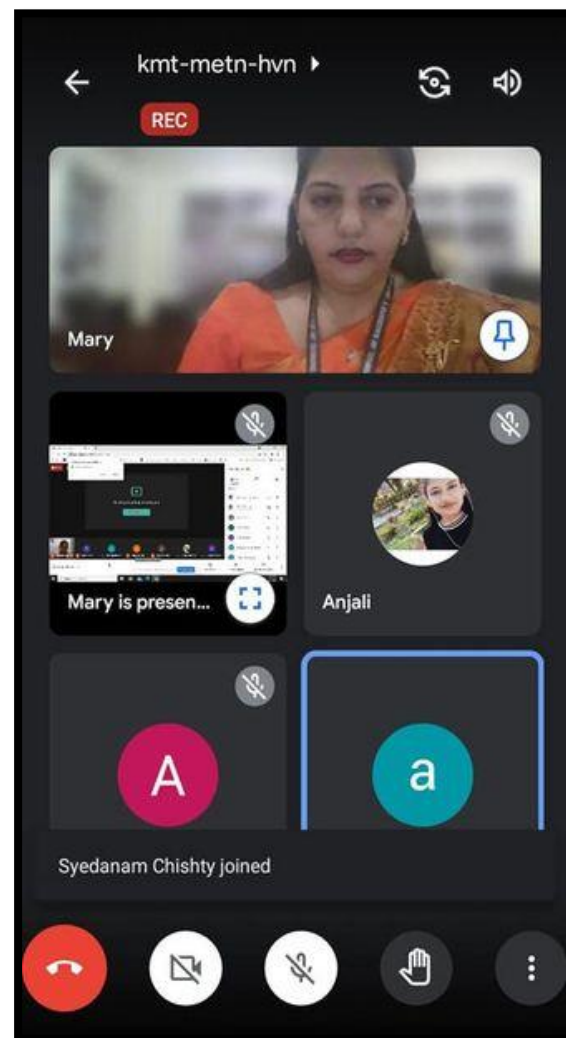 kmt-metn-hvn
REC
Mary
Mary is presen...
Anjali
A
a
Syedanam Chishty joined